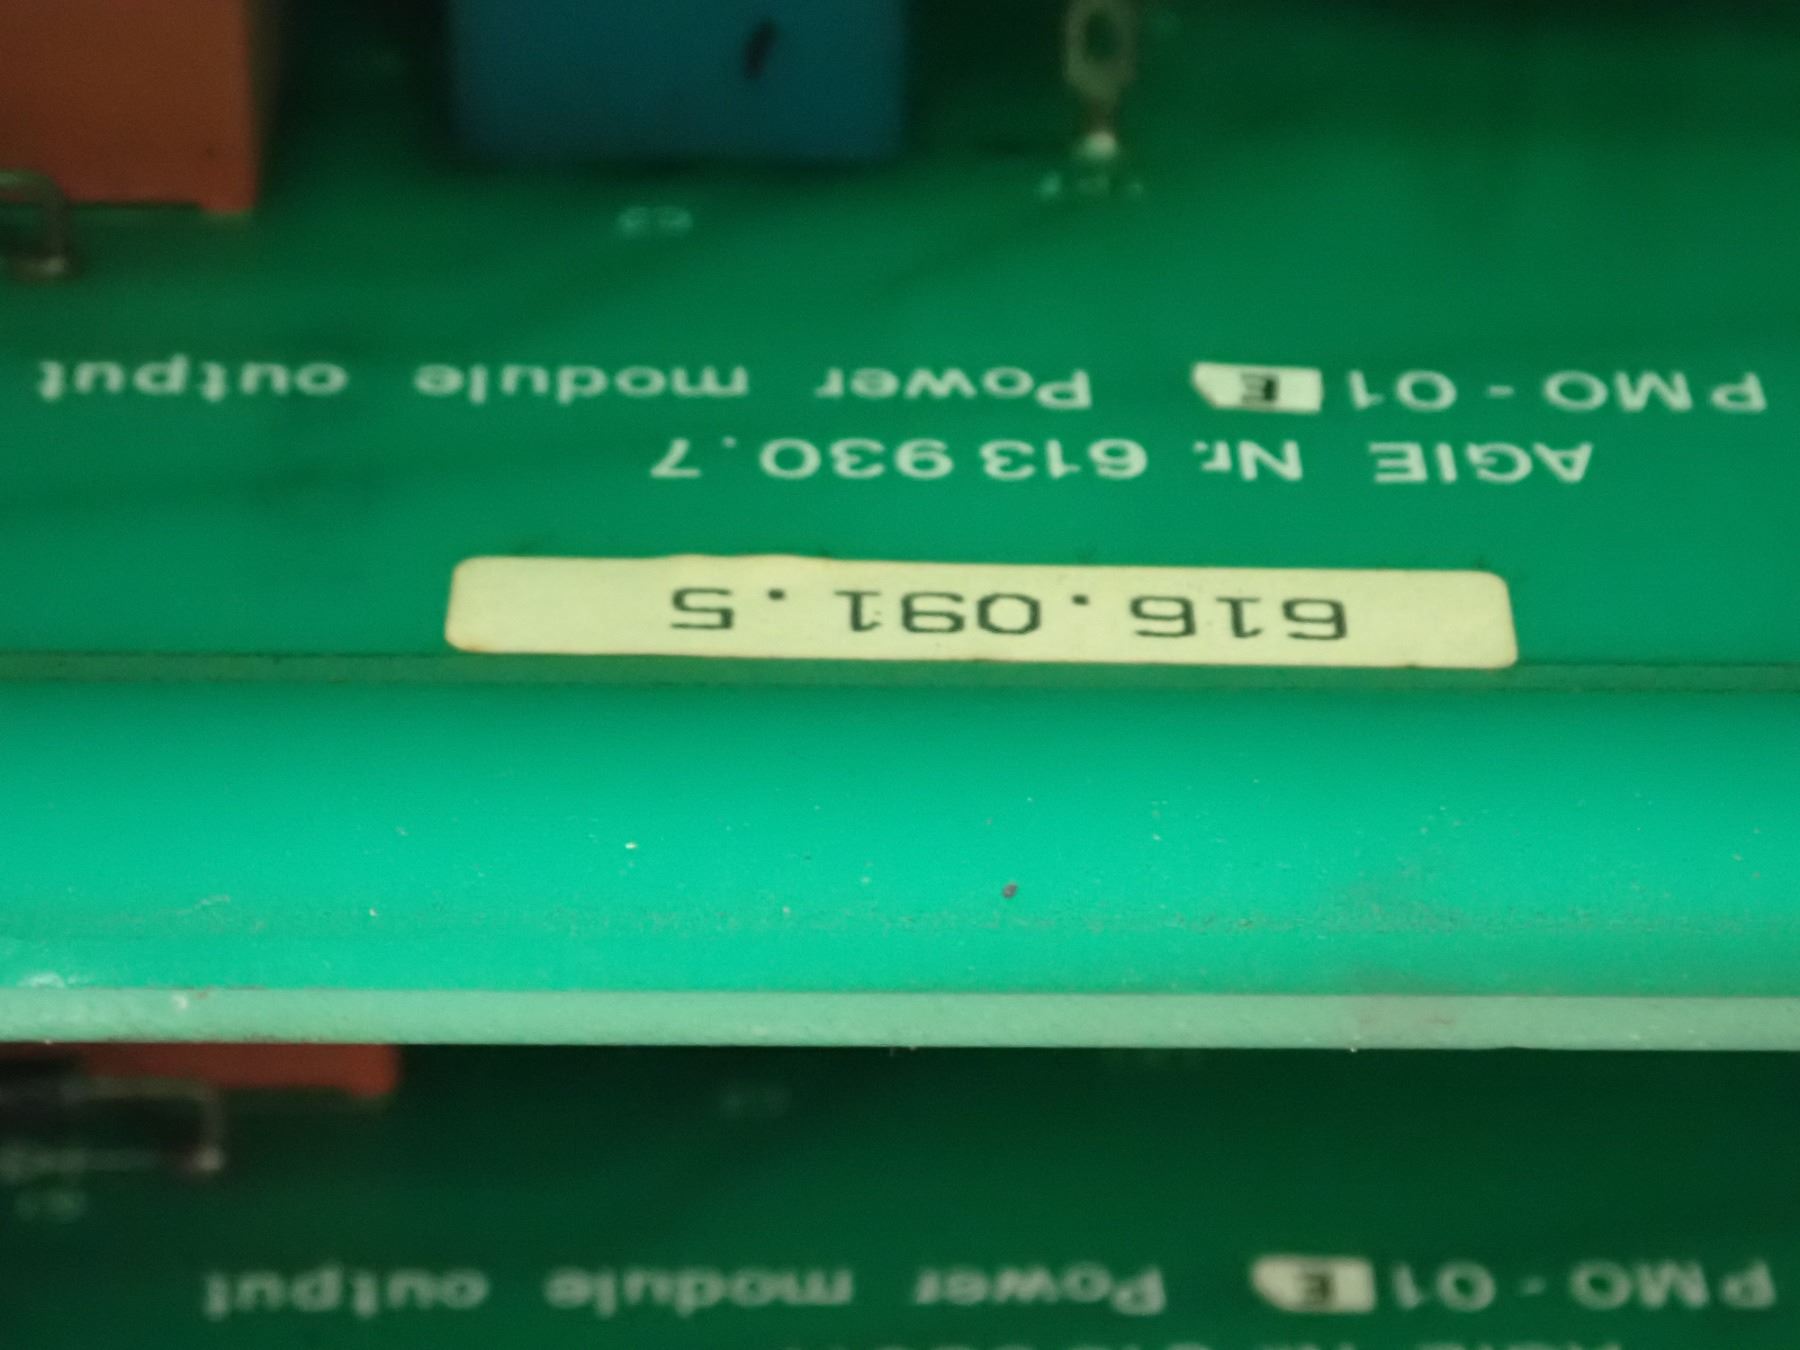 PMO - 01 E Power module output
616.091.5
AGIE Nr. 613 930.7
PMO - 01 E Power module output